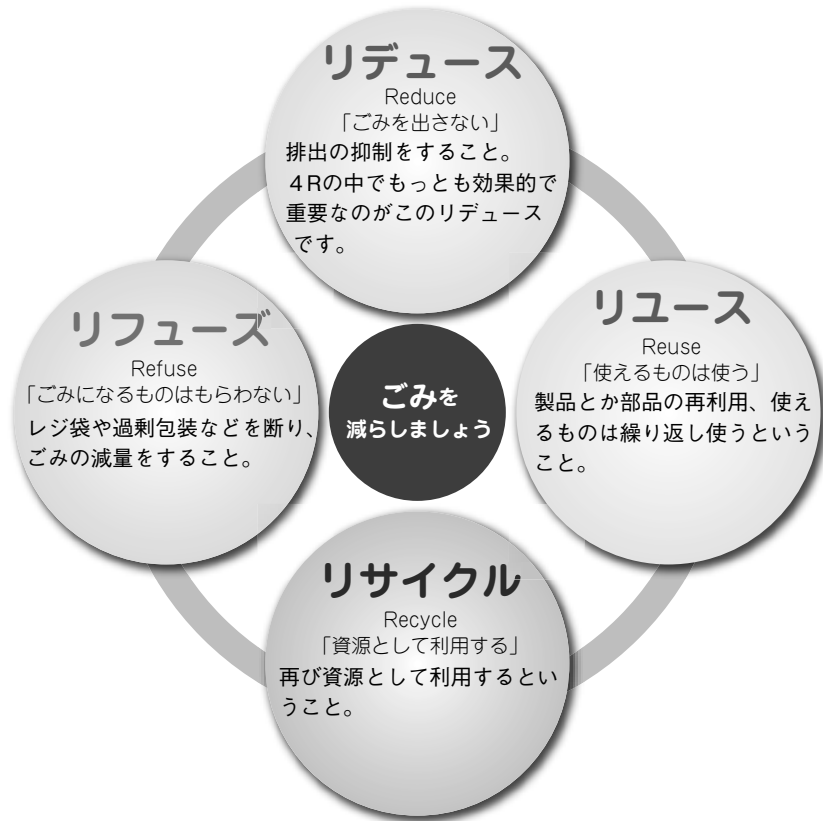 リデュース
Reduce
「ごみを出さない」
排出の抑制をすること。
４Rの中でもっとも効果的で
重要なのがこのリデュース
です。
リフューズ
Refuse
「ごみになるものはもらわない」
レジ袋や過剰包装などを断り、
ごみの減量をすること。
ごみを
減らしましょう
リユース
Reuse
「使えるものは使う」
製品とか部品の再利用、使え
るものは繰り返し使うという
こと。
リサイクル
Recycle
「資源として利用する」
再び資源として利用するとい
うこと。